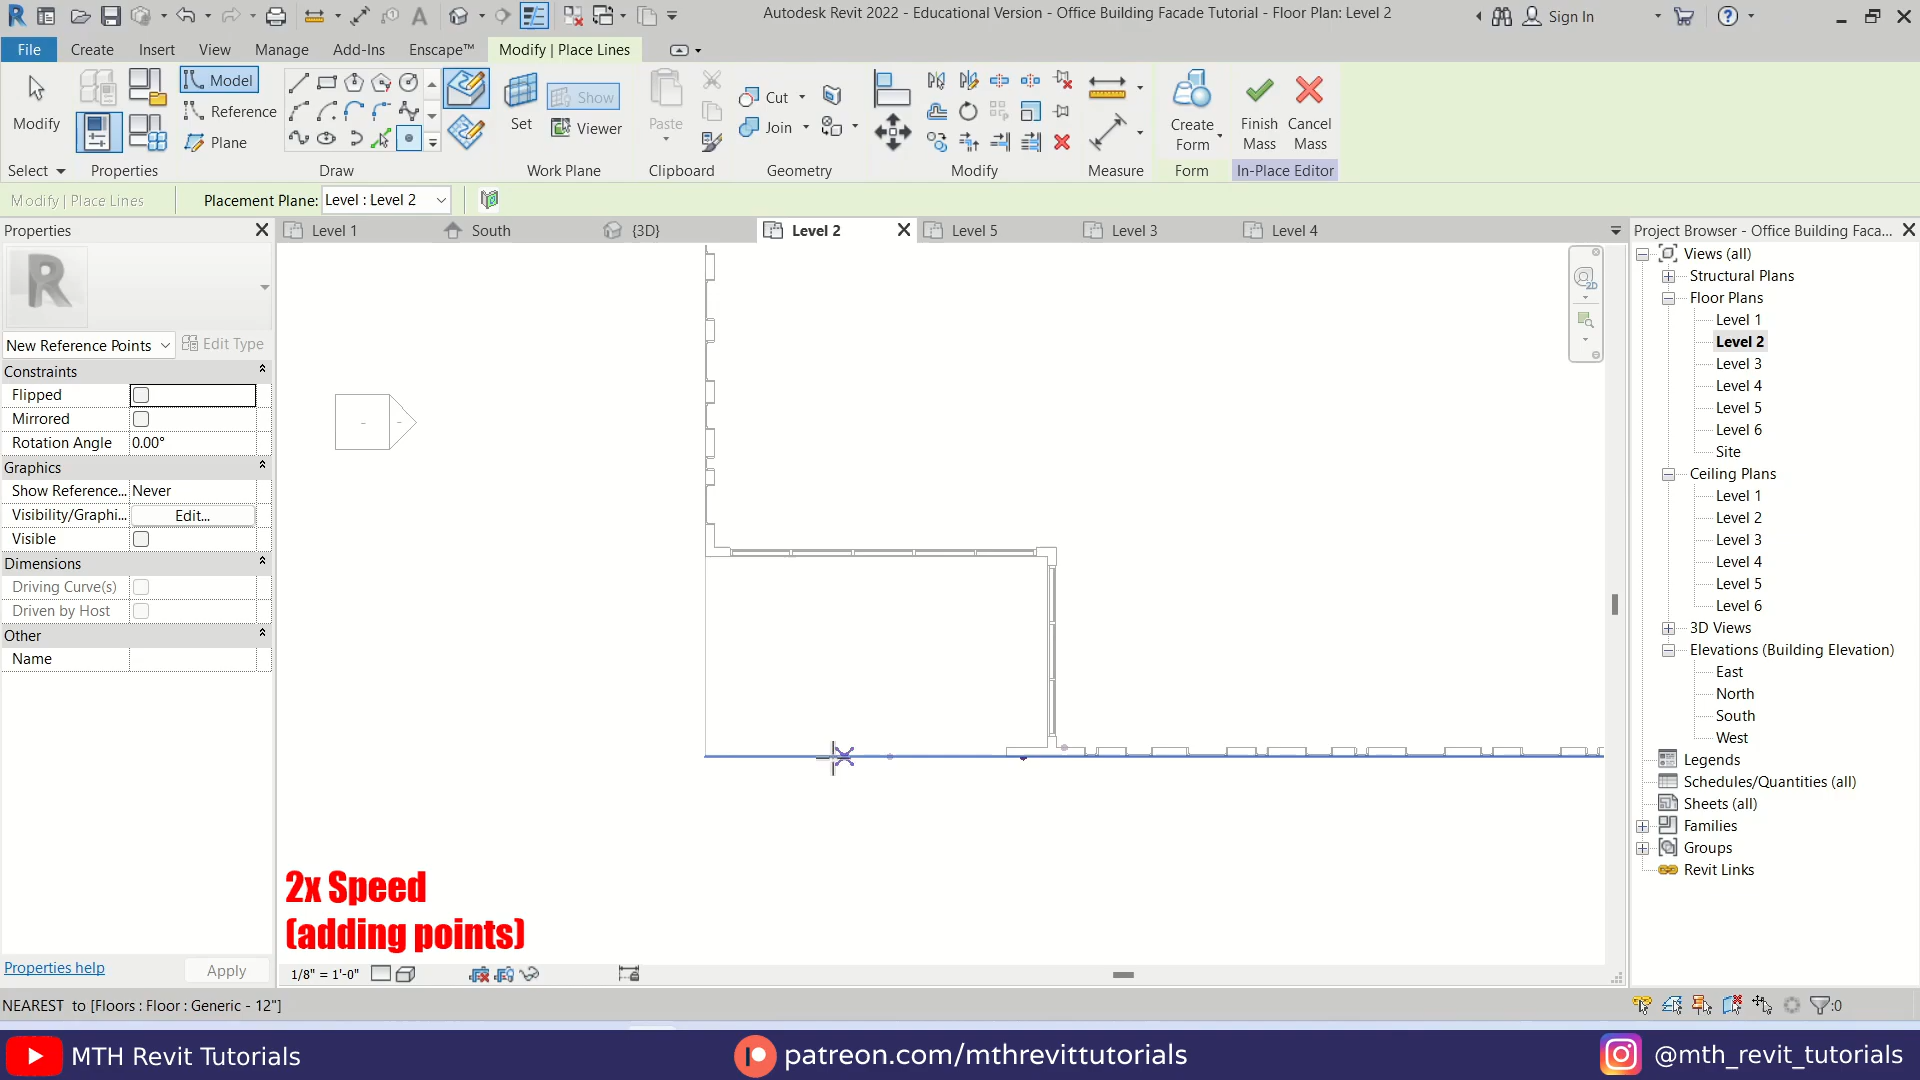 Autodesk Revit 2022 - Educational Version - Office Building Facade Tutorial - Floor Plan: Level 2
Sign In
File Create Insert View Manage Add-Ins Enscape™ Modify | Place Lines
Modify
Select
Properties
Model
Reference
Plane
Draw
Set
Show
Viewer
Work Plane
Paste
Clipboard
Cut
Join
Geometry
Modify
Measure
Create
Form
Form
Finish
Mass
Cancel
Mass
In-Place Editor
Modify | Place Lines
Placement Plane: Level : Level 2
Properties
New Reference Points
Edit Type
Constraints
Flipped
Mirrored
Rotation Angle 0.00°
Graphics
Show Reference... Never
Visibility/Graphi... Edit...
Visible
Dimensions
Driving Curve(s)
Driven by Host
Other
Name
Properties help
Apply
Level 1 South {3D} Level 2 Level 5 Level 3 Level 4
2D
2x Speed
(adding points)
1/8" = 1'-0"
Project Browser - Office Building Faca...
Views (all)
Structural Plans
Floor Plans
Level 1
Level 2
Level 3
Level 4
Level 5
Level 6
Site
Ceiling Plans
Level 1
Level 2
Level 3
Level 4
Level 5
Level 6
3D Views
Elevations (Building Elevation)
East
North
South
West
Legends
Schedules/Quantities (all)
Sheets (all)
Families
Groups
Revit Links
NEAREST to [Floors : Floor : Generic - 12"]
:0
MTH Revit Tutorials
patreon.com/mthrevittutorials
@mth_revit_tutorials